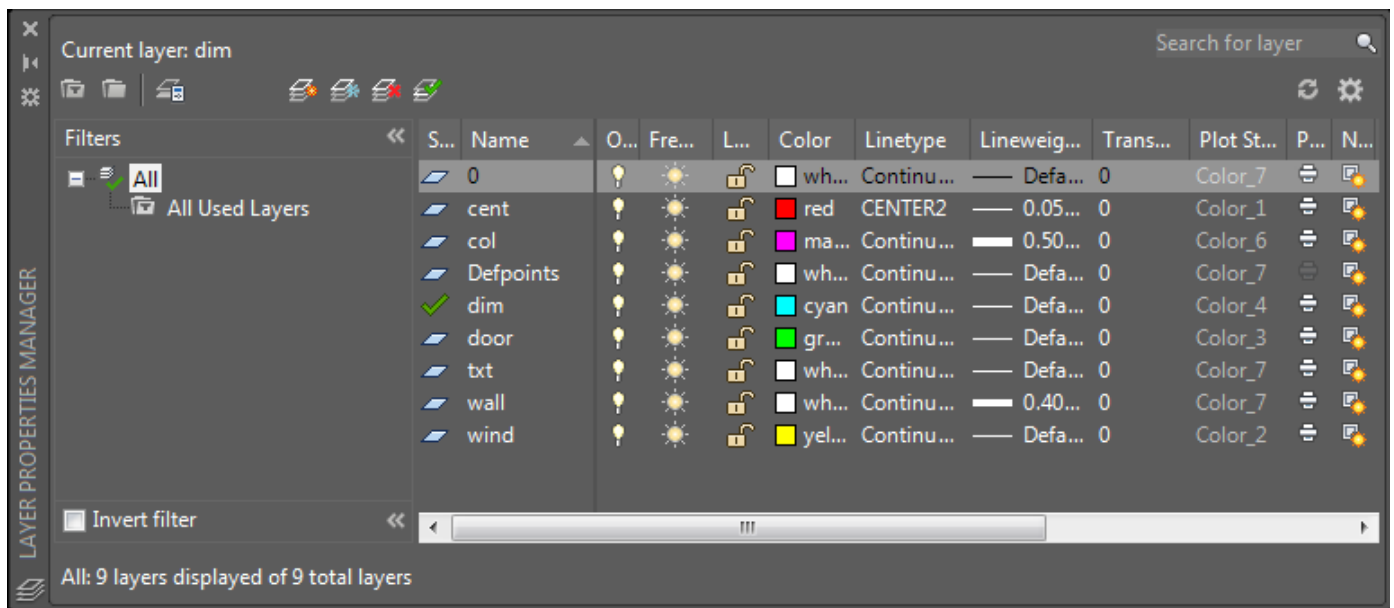 Current layer: dim
Search for layer
Filters
S... Name O... Fre... L... Color Linetype Lineweig... Trans... Plot St... P... N...
All
All Used Layers
0 wh... Continu... Defa... 0 Color_7
cent red CENTER2 0.05... 0 Color_1
col ma... Continu... 0.50... 0 Color_6
Defpoints wh... Continu... Defa... 0 Color_7
dim cyan Continu... Defa... 0 Color_4
door gr... Continu... Defa... 0 Color_3
txt wh... Continu... Defa... 0 Color_7
wall wh... Continu... 0.40... 0 Color_7
wind yel... Continu... Defa... 0 Color_2
Invert filter
All: 9 layers displayed of 9 total layers
LAYER PROPERTIES MANAGER